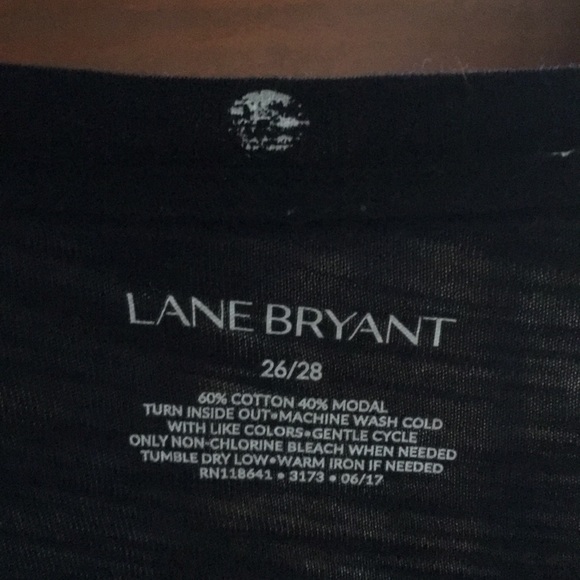 LANE BRYANT
26/28
60% COTTON 40% MODAL
TURN INSIDE OUT•MACHINE WASH COLD
WITH LIKE COLORS•GENTLE CYCLE
ONLY NON-CHLORINE BLEACH WHEN NEEDED
TUMBLE DRY LOW•WARM IRON IF NEEDED
RN118641 • 3173 • 06/17